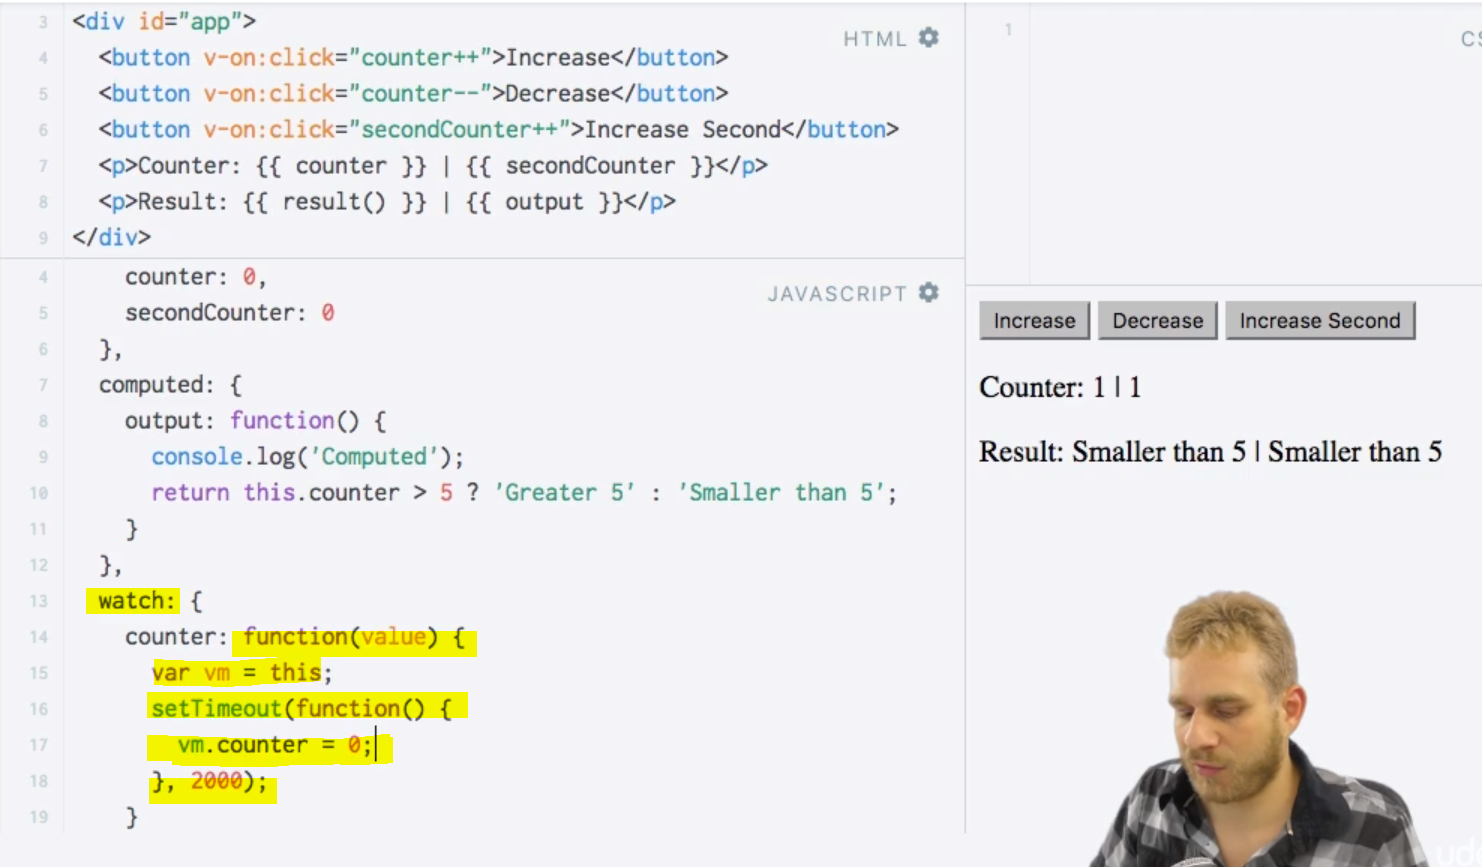 3 <div id="app">
HTML
4 <button v-on:click="counter++">Increase</button>
5 <button v-on:click="counter--">Decrease</button>
6 <button v-on:click="secondCounter++">Increase Second</button>
7 <p>Counter: {{ counter }} | {{ secondCounter }}</p>
8 <p>Result: {{ result() }} | {{ output }}</p>
9 </div>
4 counter: 0,
JAVASCRIPT
5 secondCounter: 0
6 },
7 computed: {
8 output: function() {
9 console.log('Computed');
10 return this.counter > 5 ? 'Greater 5' : 'Smaller than 5';
11 }
12 },
13 watch: {
14 counter: function(value) {
15 var vm = this;
16 setTimeout(function() {
17 vm.counter = 0;
18 }, 2000);
19 }
1
Increase Decrease Increase Second
Counter: 1 | 1
Result: Smaller than 5 | Smaller than 5